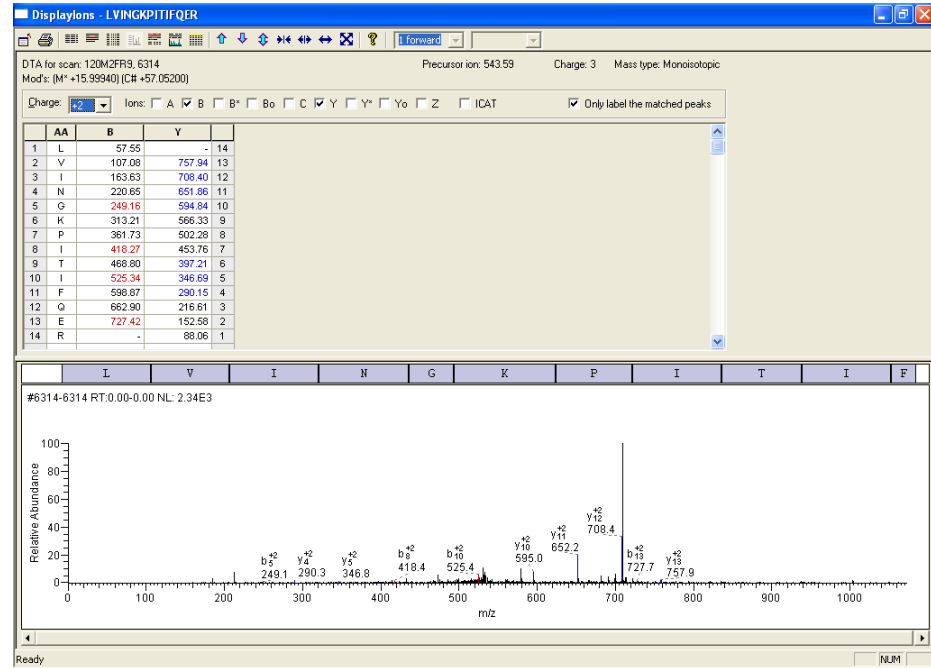 DisplayIons - LVINGKPITIFQER
1 forward
DTA for scan: 120M2FR9, 6314 Precursor ion: 543.59 Charge: 3 Mass type: Monoisotopic
Mod's: (M* +15.99940) (C# +57.05200)
Charge: +2 Ions: A B B* Bo C Y Y* Yo Z ICAT Only label the matched peaks
AA B Y
1 L 57.55 - 14
2 V 107.08 757.94 13
3 I 163.63 708.40 12
4 N 220.65 651.86 11
5 G 249.16 594.84 10
6 K 313.21 566.33 9
7 P 361.73 502.28 8
8 I 418.27 453.76 7
9 T 468.80 397.21 6
10 I 525.34 346.69 5
11 F 598.87 290.15 4
12 Q 662.90 216.61 3
13 E 727.42 152.58 2
14 R - 88.06 1
L V I N G K P I T I F
#6314-6314 RT:0.00-0.00 NL: 2.34E3
100
80
60
40
20
0
Relative Abundance
b5+2 249.1
y4+2 290.3
y5+2 346.8
b8+2 418.4
b10+2 525.4
y10+2 595.0
y11+2 652.2
y12+2 708.4
b13+2 727.7
y13+2 757.9
0 100 200 300 400 500 600 700 800 900 1000
m/z
Ready NUM